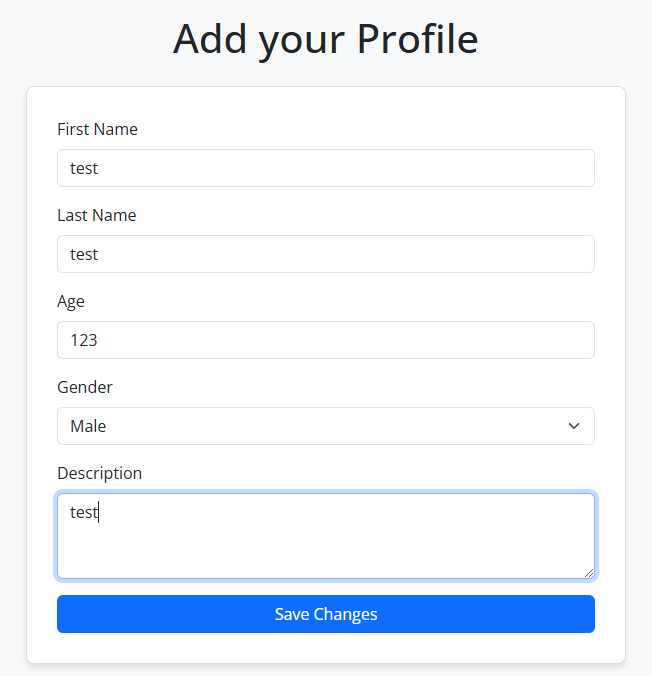 Add your Profile
First Name
test
Last Name
test
Age
123
Gender
Male
Description
test
Save Changes